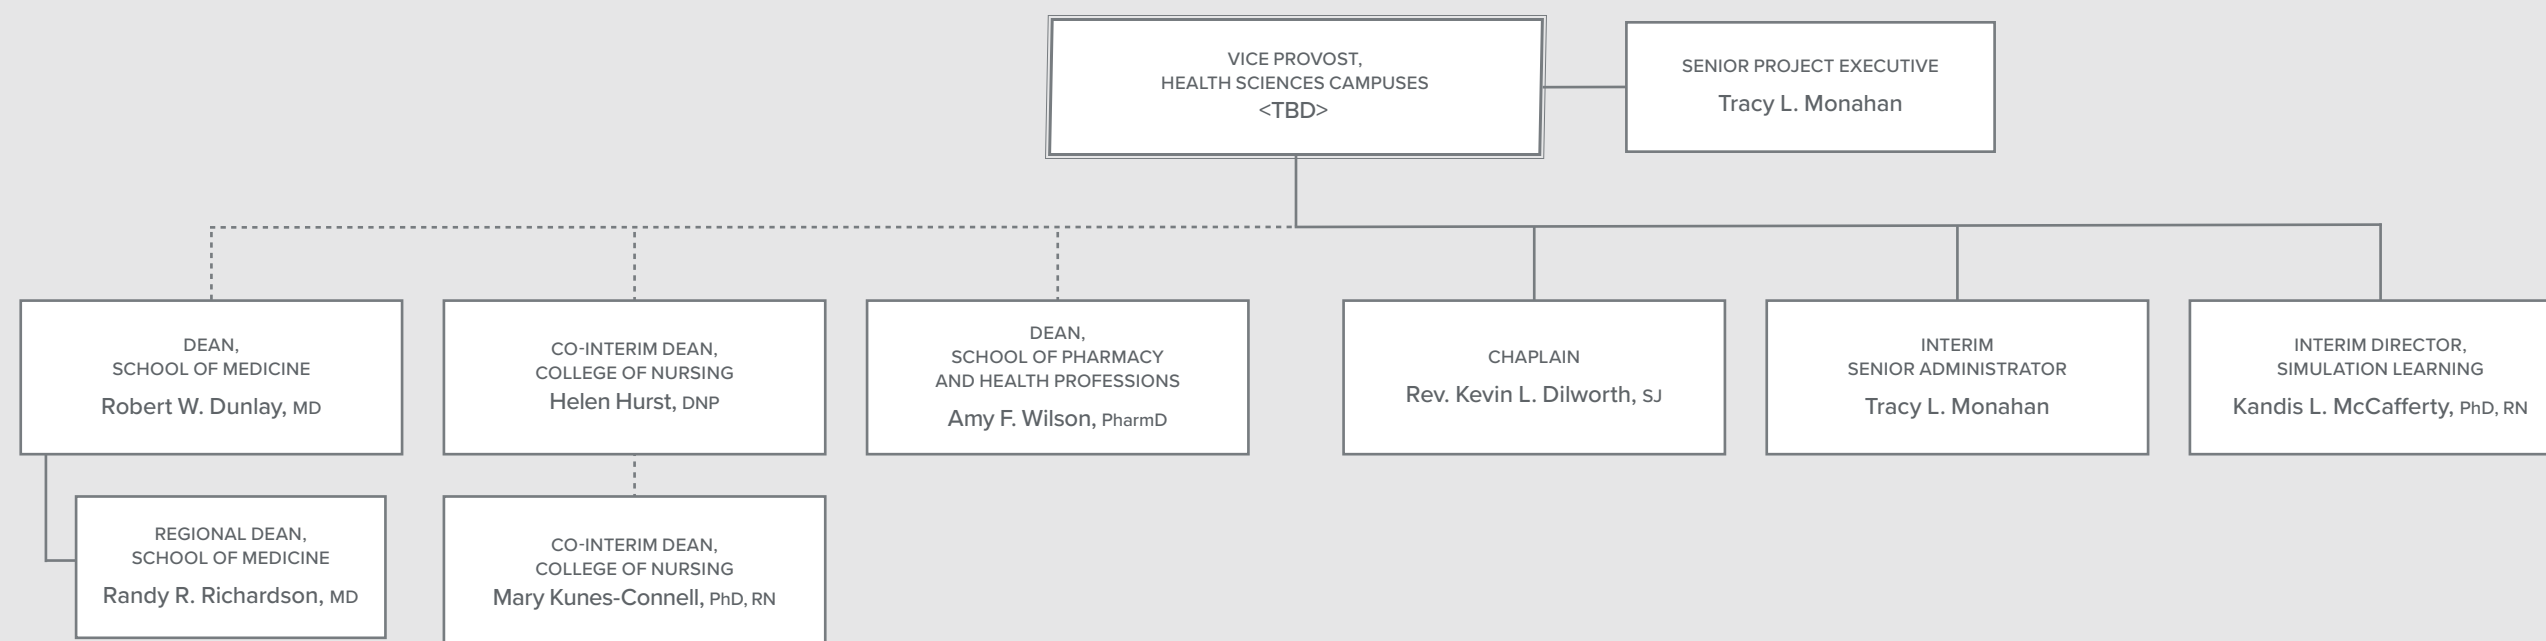 VICE PROVOST,
HEALTH SCIENCES CAMPUSES
<TBD>
SENIOR PROJECT EXECUTIVE
Tracy L. Monahan
DEAN,
SCHOOL OF MEDICINE
Robert W. Dunlay, MD
CO-INTERIM DEAN,
COLLEGE OF NURSING
Helen Hurst, DNP
DEAN,
SCHOOL OF PHARMACY
AND HEALTH PROFESSIONS
Amy F. Wilson, PharmD
CHAPLAIN
Rev. Kevin L. Dilworth, SJ
INTERIM
SENIOR ADMINISTRATOR
Tracy L. Monahan
INTERIM DIRECTOR,
SIMULATION LEARNING
Kandis L. McCafferty, PhD, RN
REGIONAL DEAN,
SCHOOL OF MEDICINE
Randy R. Richardson, MD
CO-INTERIM DEAN,
COLLEGE OF NURSING
Mary Kunes-Connell, PhD, RN